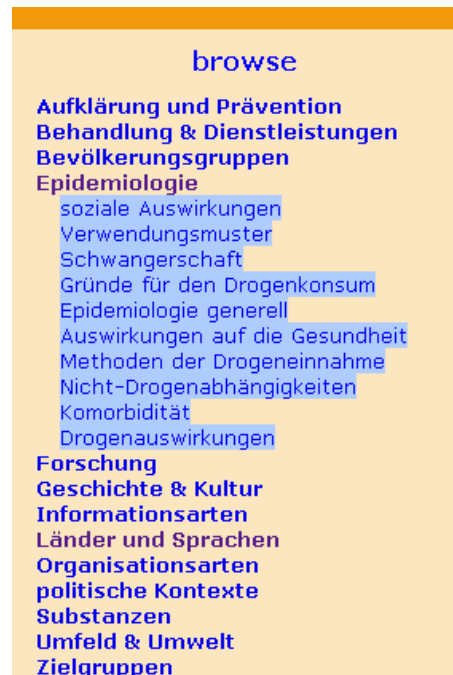 browse
Aufklärung und Prävention
Behandlung & Dienstleistungen
Bevölkerungsgruppen
Epidemiologie
soziale Auswirkungen
Verwendungsmuster
Schwangerschaft
Gründe für den Drogenkonsum
Epidemiologie generell
Auswirkungen auf die Gesundheit
Methoden der Drogeneinnahme
Nicht-Drogenabhängigkeiten
Komorbidität
Drogenauswirkungen
Forschung
Geschichte & Kultur
Informationsarten
Länder und Sprachen
Organisationsarten
politische Kontexte
Substanzen
Umfeld & Umwelt
Zielgruppen